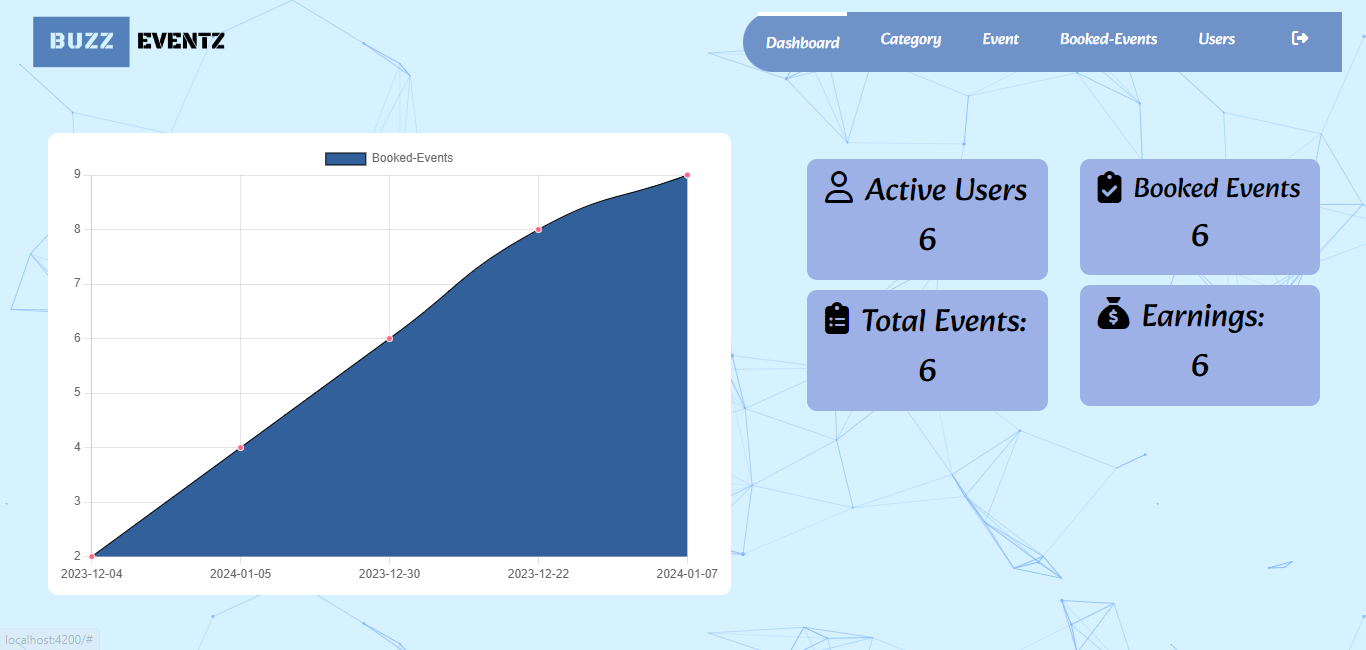 BUZZ EVENTZ
Dashboard Category Event Booked-Events Users
Booked-Events
9
8
7
6
5
4
3
2
2023-12-04 2024-01-05 2023-12-30 2023-12-22 2024-01-07
Active Users
6
Booked Events
6
Total Events:
6
Earnings:
$
6
localhost:4200/#